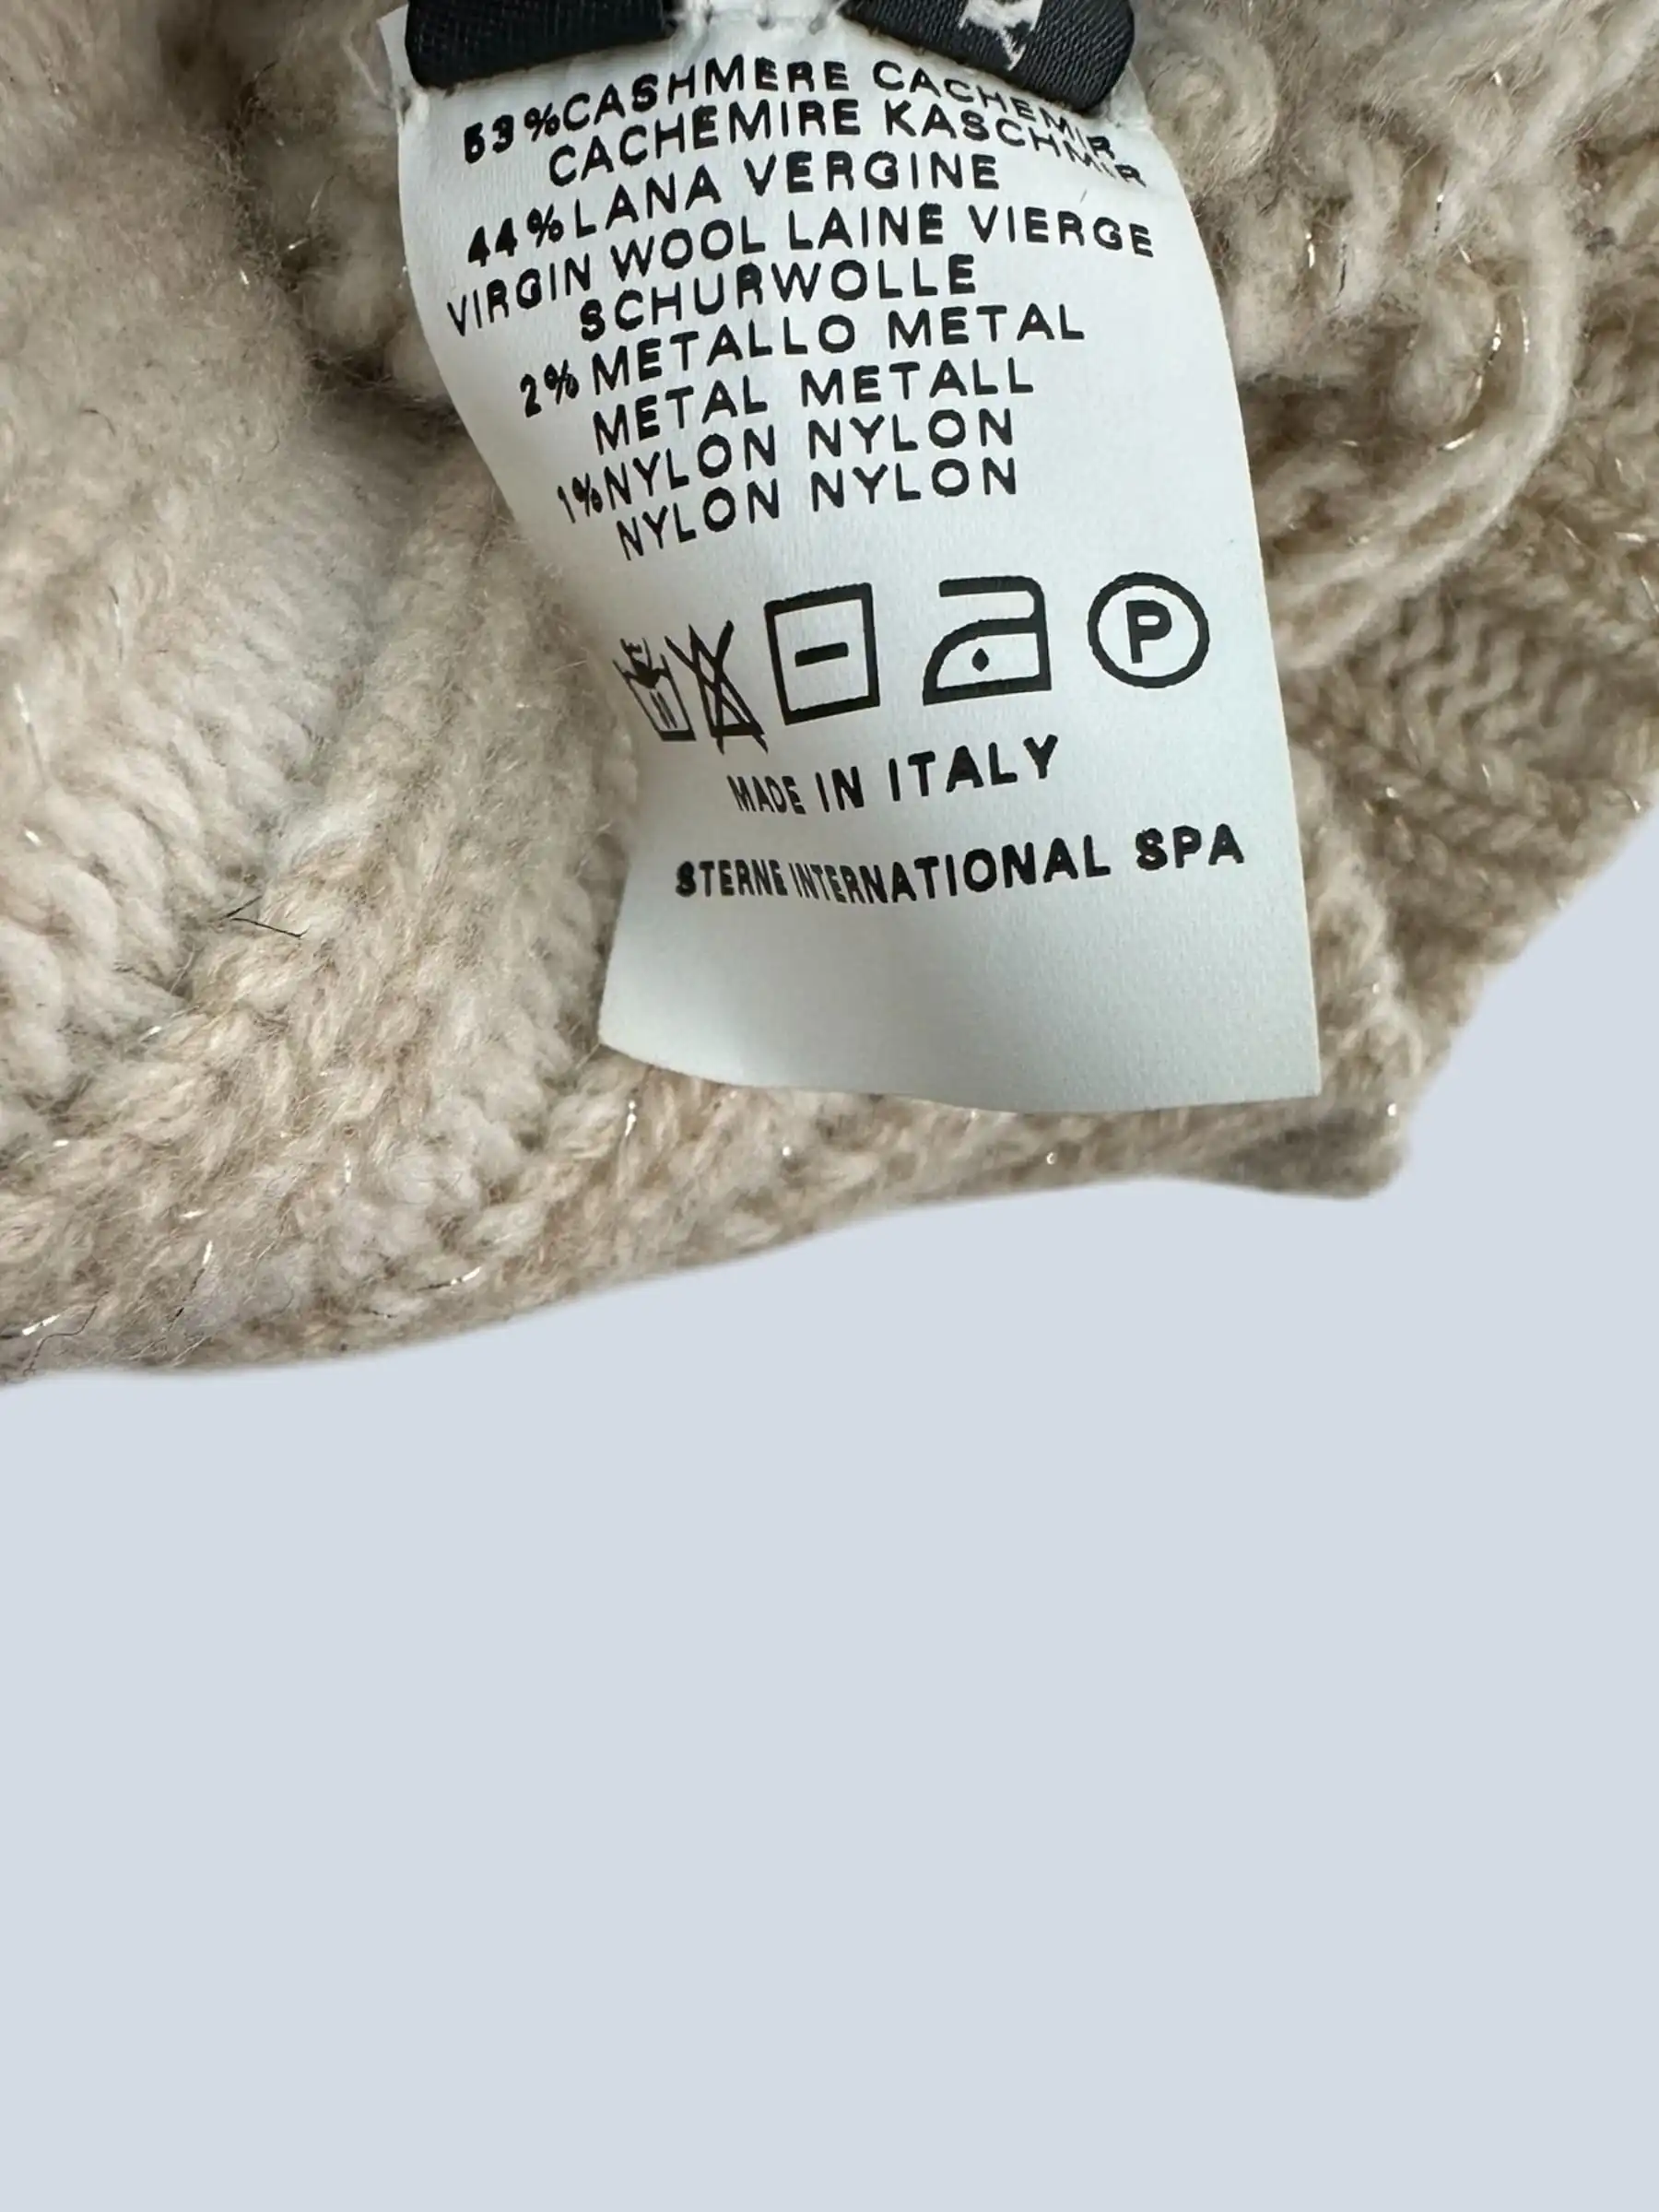 53%CASHMERE CACHEMIR
CACHEMIRE KASCHMIR
44%LANA VERGINE
VIRGIN WOOL LAINE VIERGE
SCHURWOLLE
2%METALLO METAL
METAL METALL
1%NYLON NYLON
NYLON NYLON
P
MADE IN ITALY
STERNE INTERNATIONAL SPA